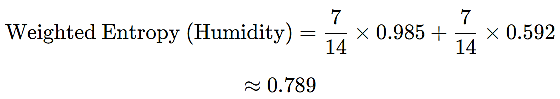 Weighted Entropy (Humidity) = 7/14 × 0.985 + 7/14 × 0.592
≈ 0.789